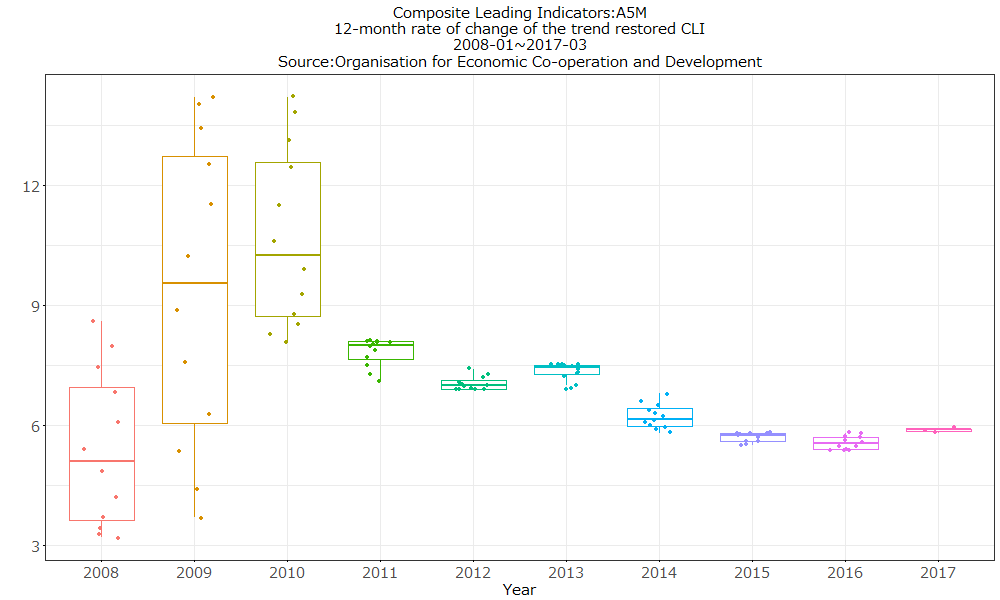 Composite Leading Indicators:A5M
12-month rate of change of the trend restored CLI
2008-01~2017-03
Source:Organisation for Economic Co-operation and Development
12
9
6
3
2008 2009 2010 2011 2012 2013 2014 2015 2016 2017
Year